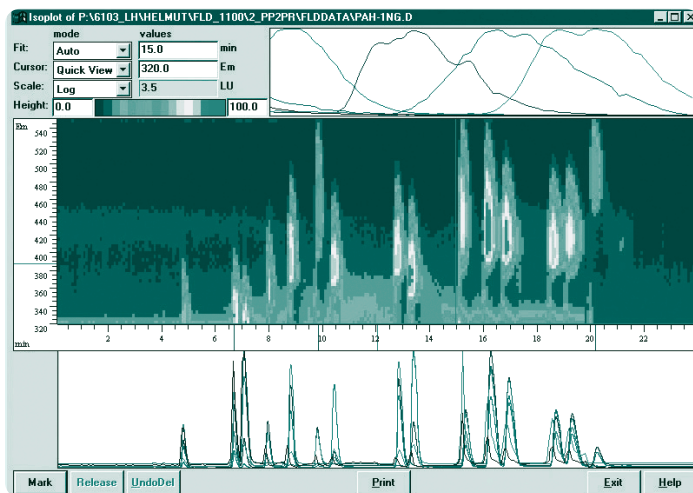 Isoplot of P:\6103_LH\HELMUT\FLD_1100\2_PP2PR\FLDDATA\PAH-1NG.D
mode values
Fit: Auto 15.0 min
Cursor: Quick View 320.0 Em
Scale: Log 3.5 LU
Height: 0.0 100.0
Em
540
520
500
480
460
440
420
400
380
360
340
320
2 4 6 8 10 12 14 16 18 20 22
min
Mark Release UndoDel Print Exit Help